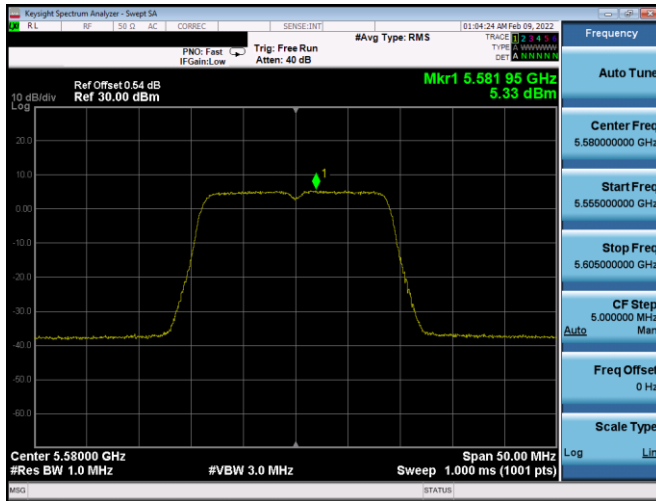 Keysight Spectrum Analyzer - Swept SA
RL RF 50 Ω AC CORREC SENSE:INT 01:04:24 AM Feb 09, 2022
#Avg Type: RMS
TRACE 1 2 3 4 5 6
TYPE A WWWWW
DET A N N N N N
PNO: Fast
IFGain:Low
Trig: Free Run
Atten: 40 dB
Mkr1 5.581 95 GHz
5.33 dBm
Ref Offset 0.54 dB
Ref 30.00 dBm
10 dB/div
Log
1
20.0
10.0
0.00
-10.0
-20.0
-30.0
-40.0
-50.0
-60.0
Center 5.58000 GHz
Span 50.00 MHz
#Res BW 1.0 MHz
#VBW 3.0 MHz
Sweep 1.000 ms (1001 pts)
MSG
STATUS
Frequency
Auto Tune
Center Freq
5.580000000 GHz
Start Freq
5.555000000 GHz
Stop Freq
5.605000000 GHz
CF Step
5.000000 MHz
Auto Man
Freq Offset
0 Hz
Scale Type
Log Lin